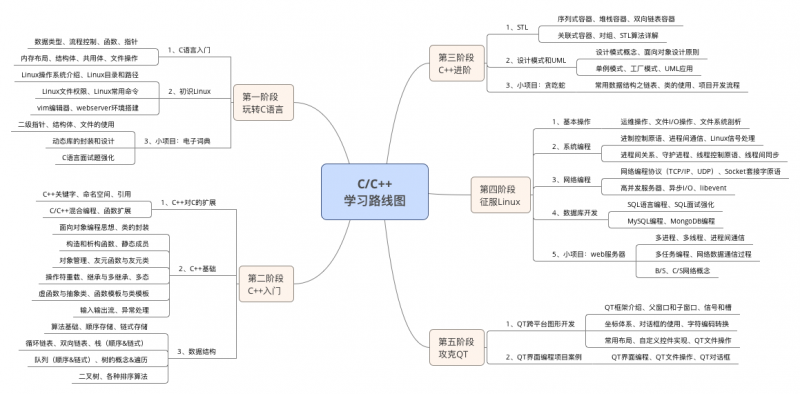 C/C++
学习路线图
第一阶段
玩转C语言
1、C语言入门
数据类型、流程控制、函数、指针
内存布局、结构体、共用体、文件操作
2、初识Linux
Linux操作系统介绍、Linux目录和路径
Linux文件权限、Linux常用命令
vim编辑器、webserver环境搭建
3、小项目：电子词典
二级指针、结构体、文件的使用
动态库的封装和设计
C语言面试题强化
第二阶段
C++入门
1、C++对C的扩展
C++关键字、命名空间、引用
C/C++混合编程、函数扩展
2、C++基础
面向对象编程思想、类的封装
构造和析构函数、静态成员
对象管理、友元函数与友元类
操作符重载、继承与多继承、多态
虚函数与抽象类、函数模板与类模板
输入输出流、异常处理
3、数据结构
算法基础、顺序存储、链式存储
循环链表、双向链表、栈（顺序&链式）
队列（顺序&链式）、树的概念&遍历
二叉树、各种排序算法
第三阶段
C++进阶
1、STL
序列式容器、堆栈容器、双向链表容器
关联式容器、对组、STL算法详解
2、设计模式和UML
设计模式概念、面向对象设计原则
单例模式、工厂模式、UML应用
3、小项目：贪吃蛇
常用数据结构之链表、类的使用、项目开发流程
第四阶段
征服Linux
1、基本操作
运维操作、文件I/O操作、文件系统剖析
2、系统编程
进制控制原语、进程间通信、Linux信号处理
进程间关系、守护进程、线程控制原语、线程间同步
3、网络编程
网络编程协议（TCP/IP、UDP）、Socket套接字原语
高并发服务器、异步I/O、libevent
4、数据库开发
SQL语言编程、SQL面试强化
MySQL编程、MongoDB编程
5、小项目：web服务器
多进程、多线程、进程间通信
多任务编程、网络数据通信过程
B/S、C/S网络概念
第五阶段
攻克QT
1、QT跨平台图形开发
QT框架介绍、父窗口和子窗口、信号和槽
坐标体系、对话框的使用、字符编码转换
常用布局、自定义控件实现、QT文件操作
2、QT界面编程项目案例
QT界面编程、QT文件操作、QT对话框